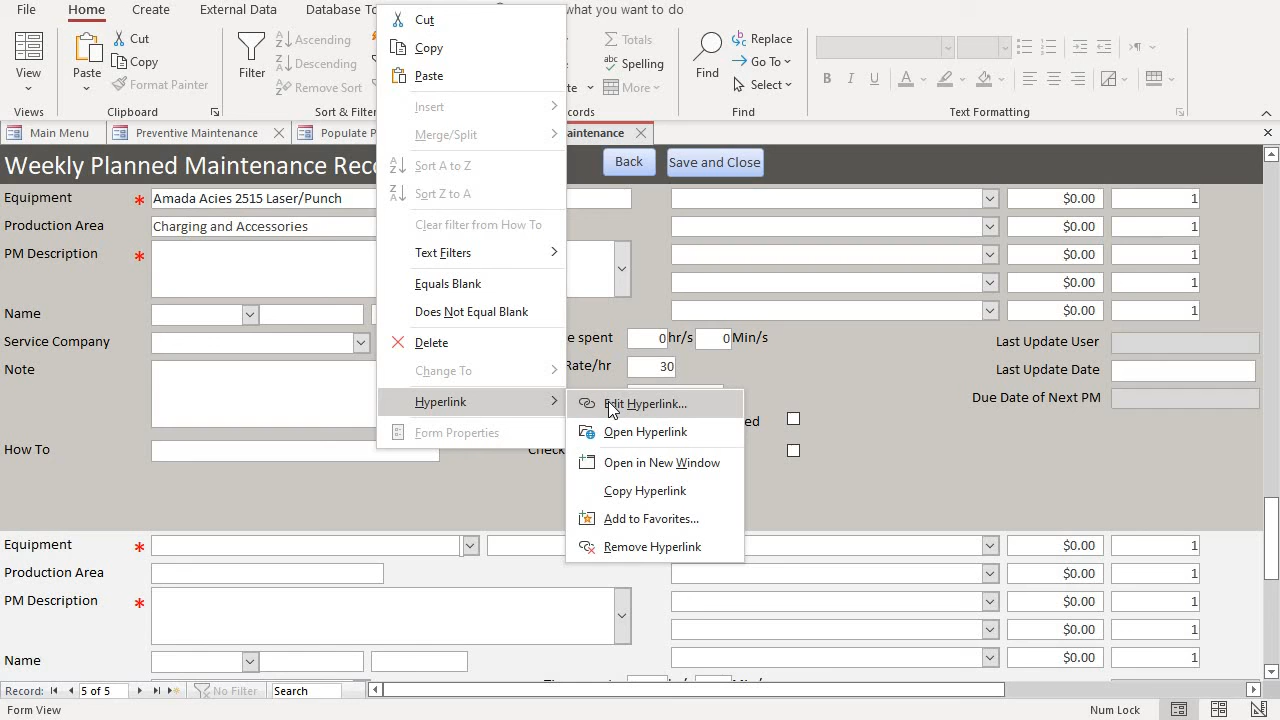 File
Home
Create
External Data
Database To
what you want to do
View
Views
Paste
Cut
Copy
Format Painter
Clipboard
Filter
Ascending
Descending
Remove Sort
Sort & Filter
Totals
Spelling
More
Find
Replace
Go To
Select
Find
B I U A
Text Formatting
Main Menu
Preventive Maintenance
Populate P
aintenance
Weekly Planned Maintenance Rec
Back
Save and Close
Cut
Copy
Paste
Insert
Merge/Split
Sort A to Z
Sort Z to A
Clear filter from How To
Text Filters
Equals Blank
Does Not Equal Blank
Delete
Change To
Hyperlink
Form Properties
Edit Hyperlink...
Open Hyperlink
Open in New Window
Copy Hyperlink
Add to Favorites...
Remove Hyperlink
Equipment * Amada Acies 2515 Laser/Punch $0.00 1
Production Area Charging and Accessories $0.00 1
PM Description * $0.00 1
$0.00 1
Name $0.00 1
Service Company e spent 0 hr/s 0 Min/s Last Update User
Note Rate/hr 30 Last Update Date
Due Date of Next PM
ed
How To Check
Equipment * $0.00 1
Production Area $0.00 1
PM Description * $0.00 1
$0.00 1
Name $0.00 1
Record: 5 of 5 No Filter Search
Form View Num Lock